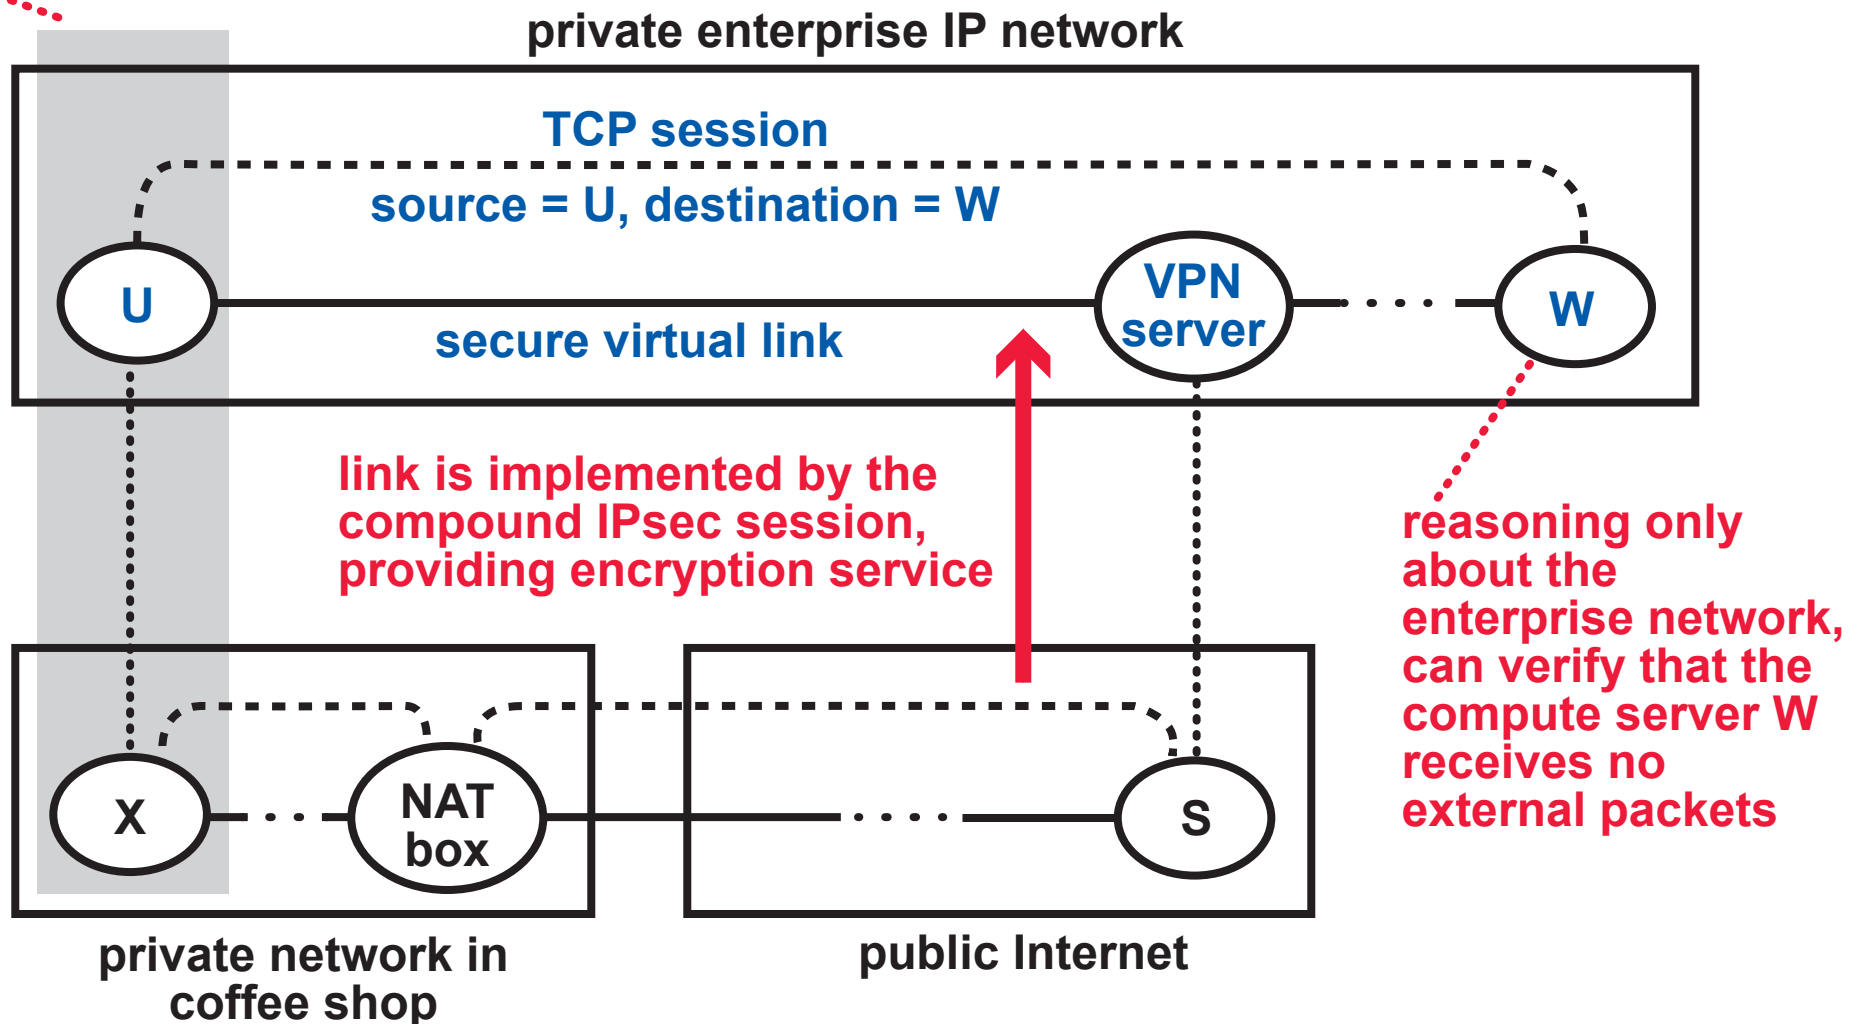 private enterprise IP network
TCP session
source = U, destination = W
U
VPN
server
W
secure virtual link
link is implemented by the
compound IPsec session,
providing encryption service
reasoning only
about the
enterprise network,
can verify that the
compute server W
receives no
external packets
X
NAT
box
S
private network in
coffee shop
public Internet